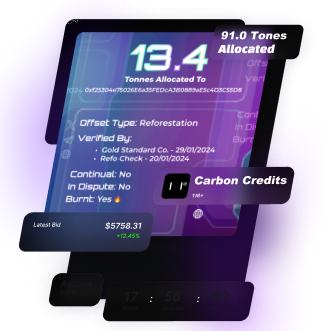 91.0 Tones
Allocated
13.4
Tonnes Allocated To
Offset Type: Reforestation
Verified By:
• Gold Standard Co. - 29/01/2024
• Refo Check - 20/01/2024
Continual: No
In Dispute: No
Burnt: Yes 🔥
Carbon Credits
1M+
Latest Bid
$5758.31
+12.45%